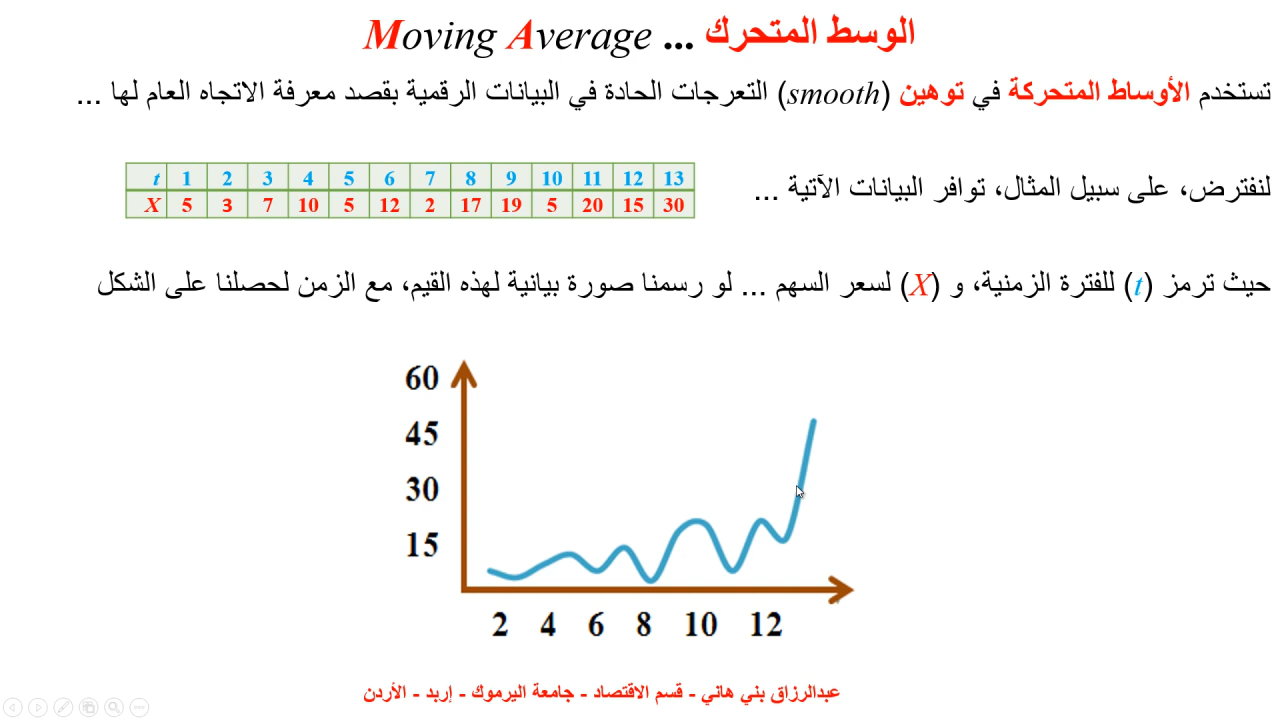 الوسط المتحرك ... Moving Average
تستخدم الأوساط المتحركة في توهين (smooth) التعرجات الحادة في البيانات الرقمية بقصد معرفة الاتجاه العام لها ...
لنفترض، على سبيل المثال، توافر البيانات الآتية ...
t 1 2 3 4 5 6 7 8 9 10 11 12 13
X 5 3 7 10 5 12 2 17 19 5 20 15 30
حيث ترمز (t) للفترة الزمنية، و (X) لسعر السهم ... لو رسمنا صورة بيانية لهذه القيم، مع الزمن لحصلنا على الشكل
60
45
30
15
2 4 6 8 10 12
عبدالرزاق بني هاني - قسم الاقتصاد - جامعة اليرموك - إربد - الأردن